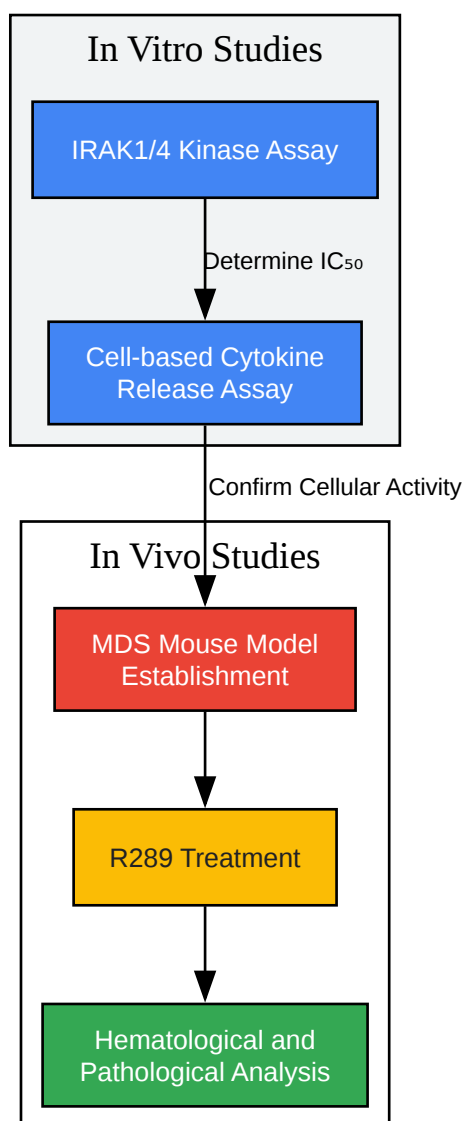 In Vitro Studies
IRAK1/4 Kinase Assay
Determine IC₅₀
Cell-based Cytokine
Release Assay
Confirm Cellular Activity
In Vivo Studies
MDS Mouse Model
Establishment
R289 Treatment
Hematological and
Pathological Analysis